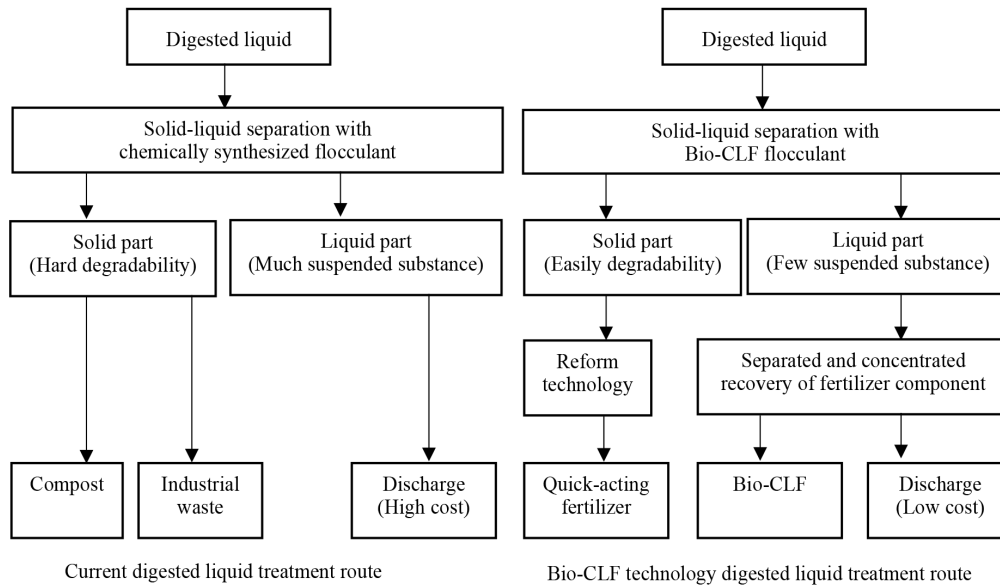 Digested liquid
Solid-liquid separation with
chemically synthesized flocculant
Solid part
(Hard degradability)
Liquid part
(Much suspended substance)
Compost
Industrial
waste
Discharge
(High cost)
Current digested liquid treatment route
Digested liquid
Solid-liquid separation with
Bio-CLF flocculant
Solid part
(Easily degradability)
Liquid part
(Few suspended substance)
Reform
technology
Separated and concentrated
recovery of fertilizer component
Quick-acting
fertilizer
Bio-CLF
Discharge
(Low cost)
Bio-CLF technology digested liquid treatment route